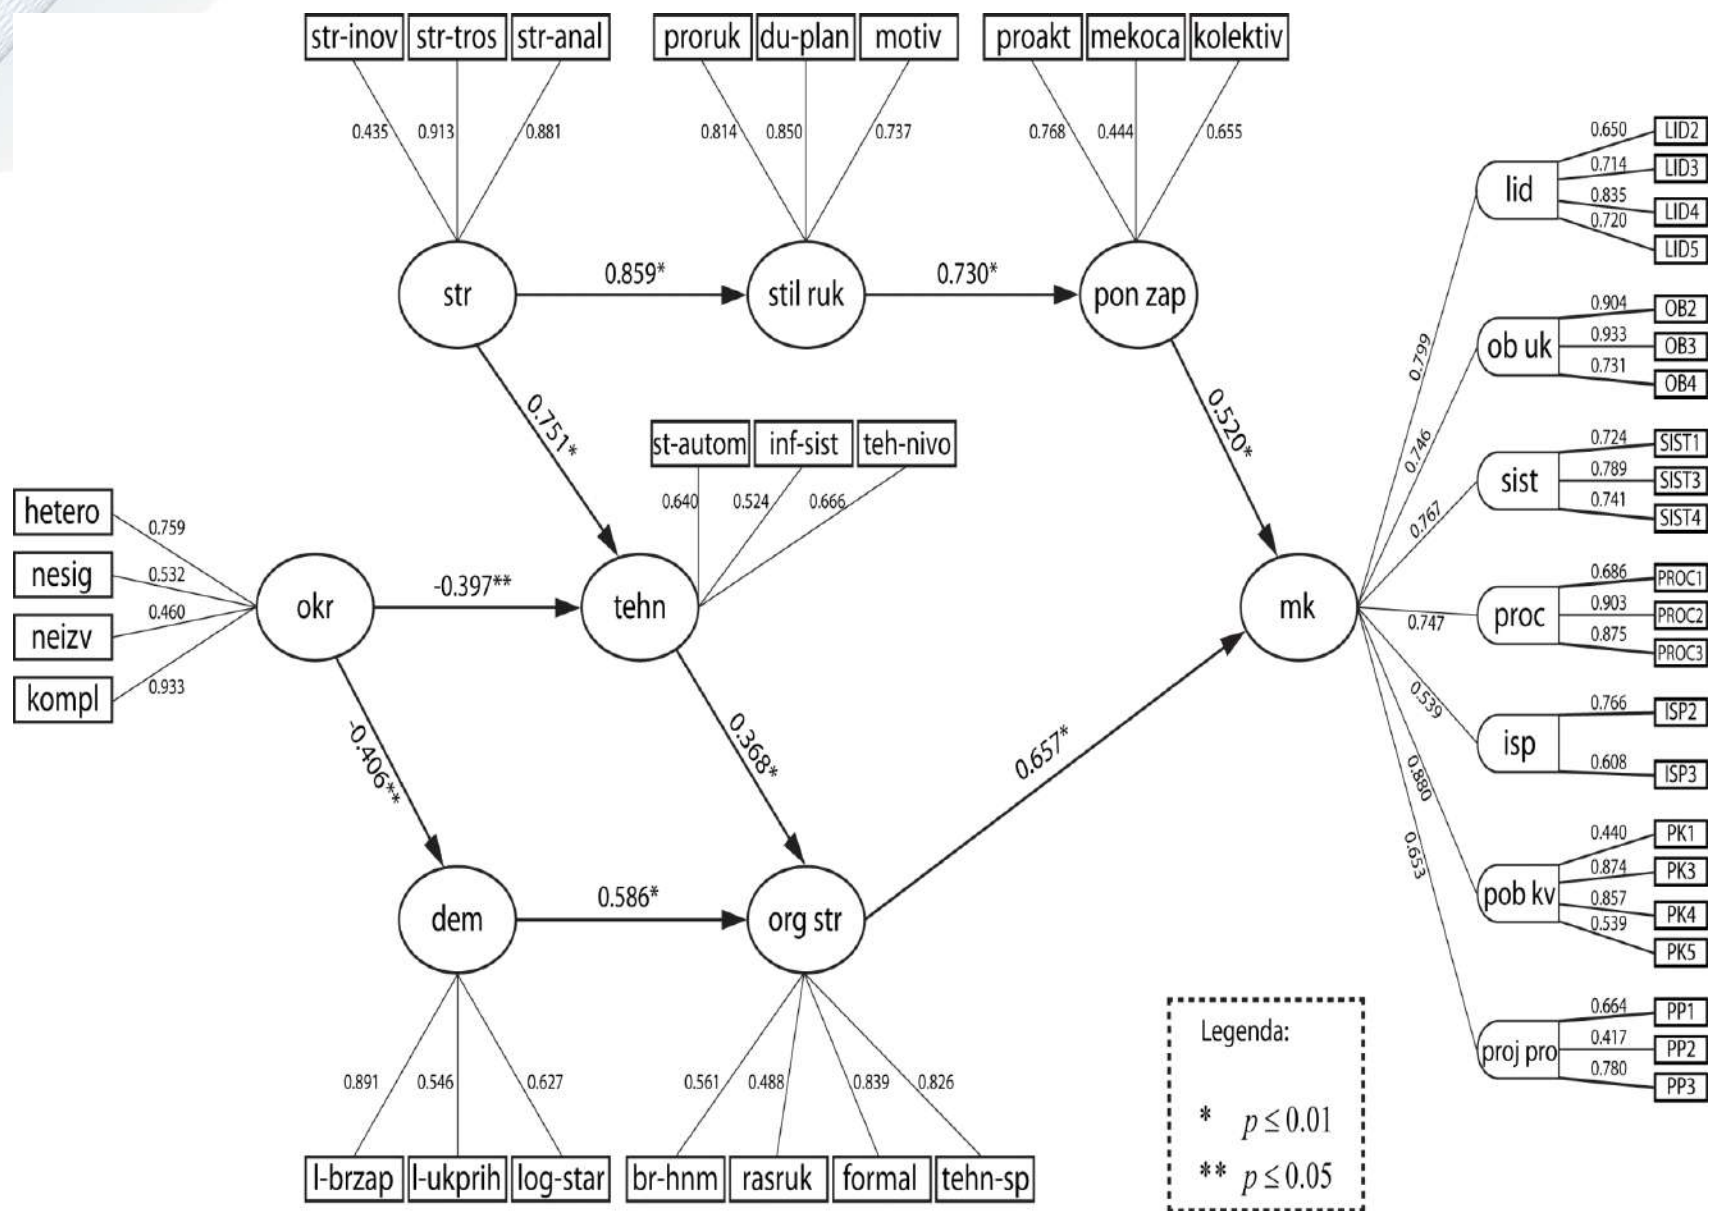 str-inov str-tros str-anal
proruk du-plan motiv
proakt mekoca kolektiv
0.435 0.913 0.881
0.814 0.850 0.737
0.768 0.444 0.655
str
0.859*
stil ruk
0.730*
pon zap
0.751*
0.520*
st-autom inf-sist teh-nivo
0.640 0.524 0.666
hetero
0.759
nesig
0.532
neizv
0.460
kompl
0.933
okr
-0.397**
tehn
mk
-0.406**
0.368*
0.657*
dem
0.586*
org str
0.891 0.546 0.627
0.561 0.488 0.839 0.826
l-brzap l-ukprih log-star
br-hnm rasruk formal tehn-sp
0.799
0.746
0.767
0.747
0.539
0.880
0.653
lid
0.650 LID2
0.714 LID3
0.835 LID4
0.720 LID5
ob uk
0.904 OB2
0.933 OB3
0.731 OB4
sist
0.724 SIST1
0.789 SIST3
0.741 SIST4
proc
0.686 PROC1
0.903 PROC2
0.875 PROC3
isp
0.766 ISP2
0.608 ISP3
pob kv
0.440 PK1
0.874 PK3
0.857 PK4
0.539 PK5
proj pro
0.664 PP1
0.417 PP2
0.780 PP3
Legenda:
* p ≤ 0.01
** p ≤ 0.05